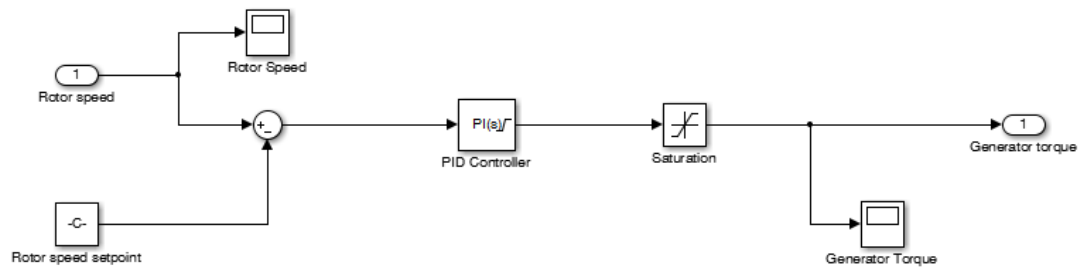 Rotor Speed
1
Rotor speed
+
-
PI(s)
PID Controller
Saturation
1
Generator torque
-C-
Rotor speed setpoint
Generator Torque